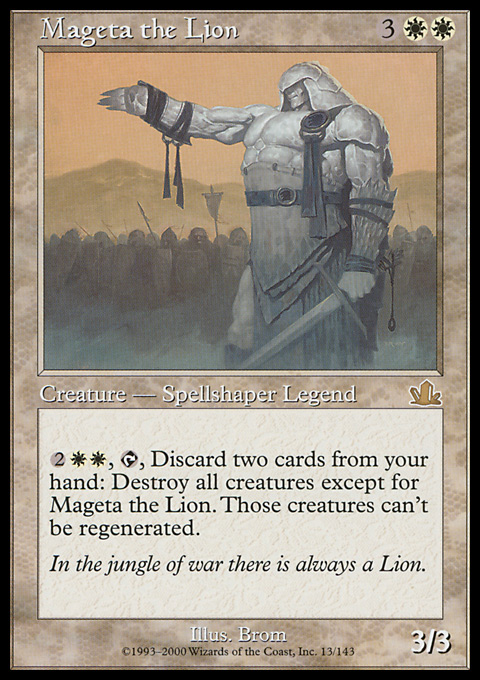 Mageta the Lion 3
Creature — Spellshaper Legend
2, , Discard two cards from your
hand: Destroy all creatures except for
Mageta the Lion. Those creatures can't
be regenerated.
In the jungle of war there is always a Lion.
Illus. Brom
©1993–2000 Wizards of the Coast, Inc. 13/143
3/3